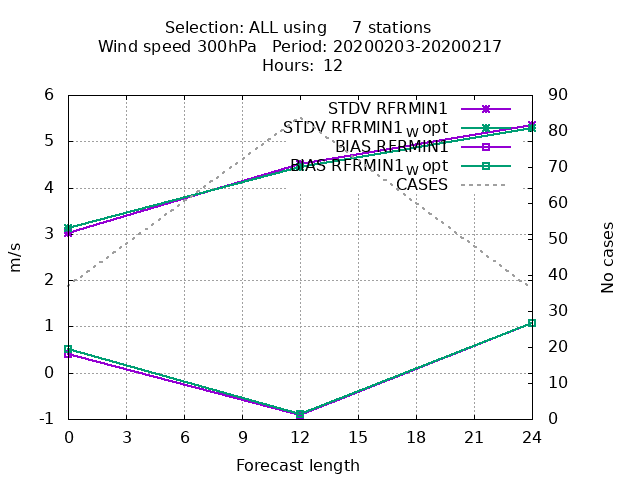 Selection: ALL using     7 stations
Wind speed 300hPa   Period: 20200203-20200217
Hours: 12
STDV RFRMIN1
STDV RFRMIN1_W opt
BIAS RFRMIN1
BIAS RFRMIN1_W opt
CASES
6
5
4
3
2
1
0
-1
m/s
90
80
70
60
50
40
30
20
10
0
No cases
0 3 6 9 12 15 18 21 24
Forecast length